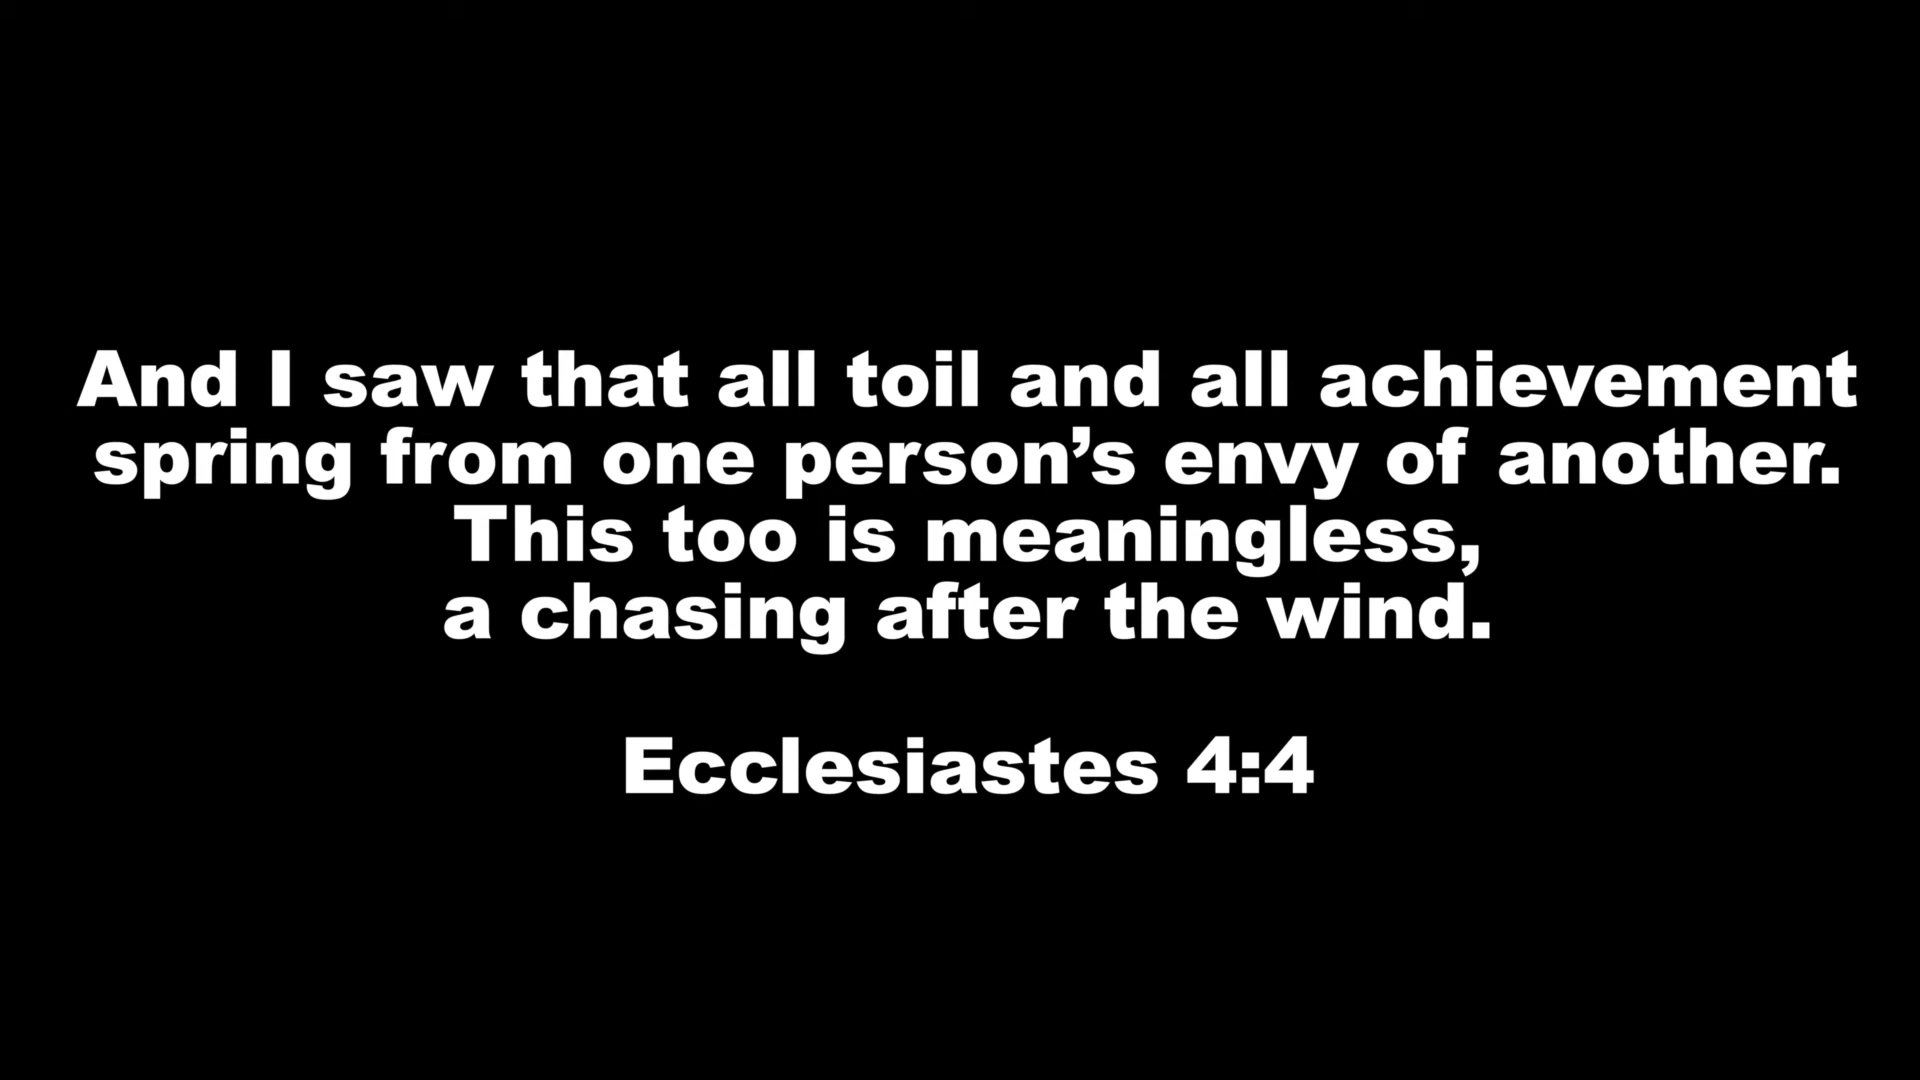 And I saw that all toil and all achievement
spring from one person’s envy of another.
This too is meaningless,
a chasing after the wind.
Ecclesiastes 4:4